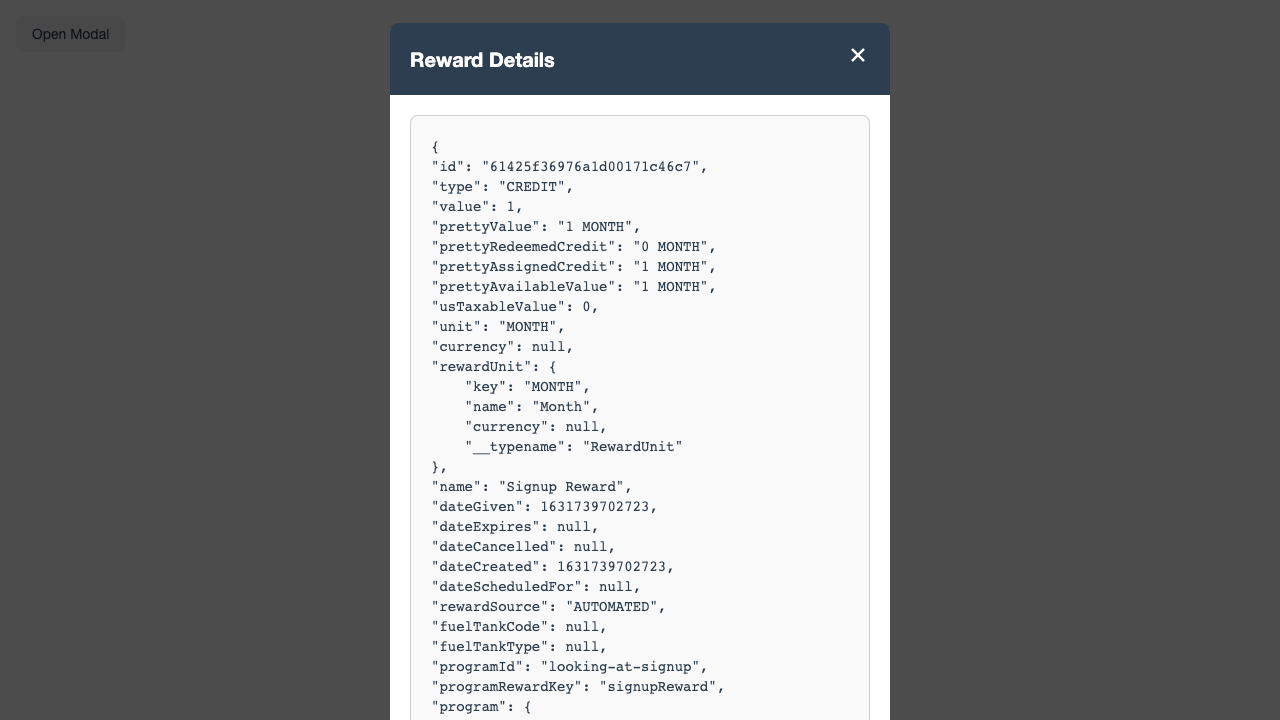 Open Modal
Reward Details
✕
{
"id": "61425f36976a1d00171c46c7",
"type": "CREDIT",
"value": 1,
"prettyValue": "1 MONTH",
"prettyRedeemedCredit": "0 MONTH",
"prettyAssignedCredit": "1 MONTH",
"prettyAvailableValue": "1 MONTH",
"usTaxableValue": 0,
"unit": "MONTH",
"currency": null,
"rewardUnit": {
    "key": "MONTH",
    "name": "Month",
    "currency": null,
    "__typename": "RewardUnit"
},
"name": "Signup Reward",
"dateGiven": 1631739702723,
"dateExpires": null,
"dateCancelled": null,
"dateCreated": 1631739702723,
"dateScheduledFor": null,
"rewardSource": "AUTOMATED",
"fuelTankCode": null,
"fuelTankType": null,
"programId": "looking-at-signup",
"programRewardKey": "signupReward",
"program": {